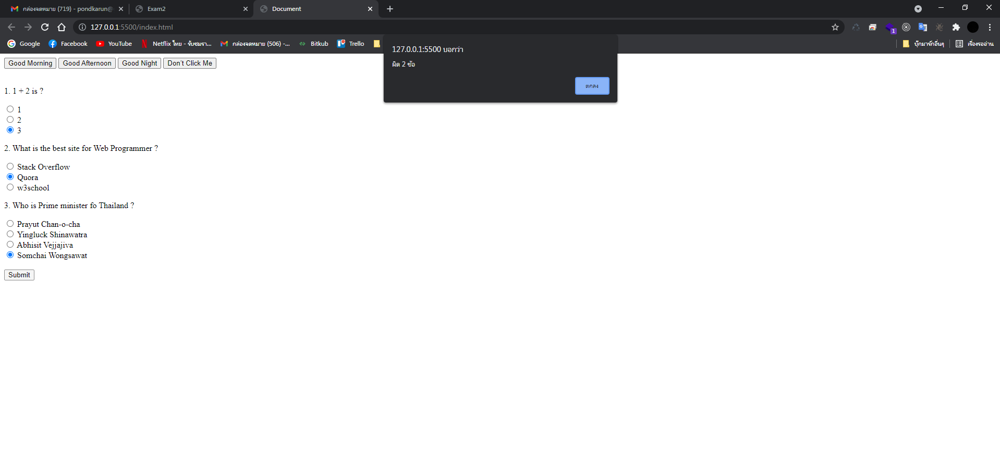 กล่องจดหมาย (719) - pondkarun@
Exam2
Document
127.0.0.1:5500/index.html
1
Google
Facebook
YouTube
Netflix ไทย - รับชมรา...
กล่องจดหมาย (506) -...
Bitkub
Trello
บุ๊กมาร์กอื่นๆ
เรื่องรออ่าน
127.0.0.1:5500 บอกว่า
ผิด 2 ข้อ
ตกลง
Good Morning
Good Afternoon
Good Night
Don't Click Me
1. 1 + 2 is ?
1
2
3
2. What is the best site for Web Programmer ?
Stack Overflow
Quora
w3school
3. Who is Prime minister fo Thailand ?
Prayut Chan-o-cha
Yingluck Shinawatra
Abhisit Vejjajiva
Somchai Wongsawat
Submit